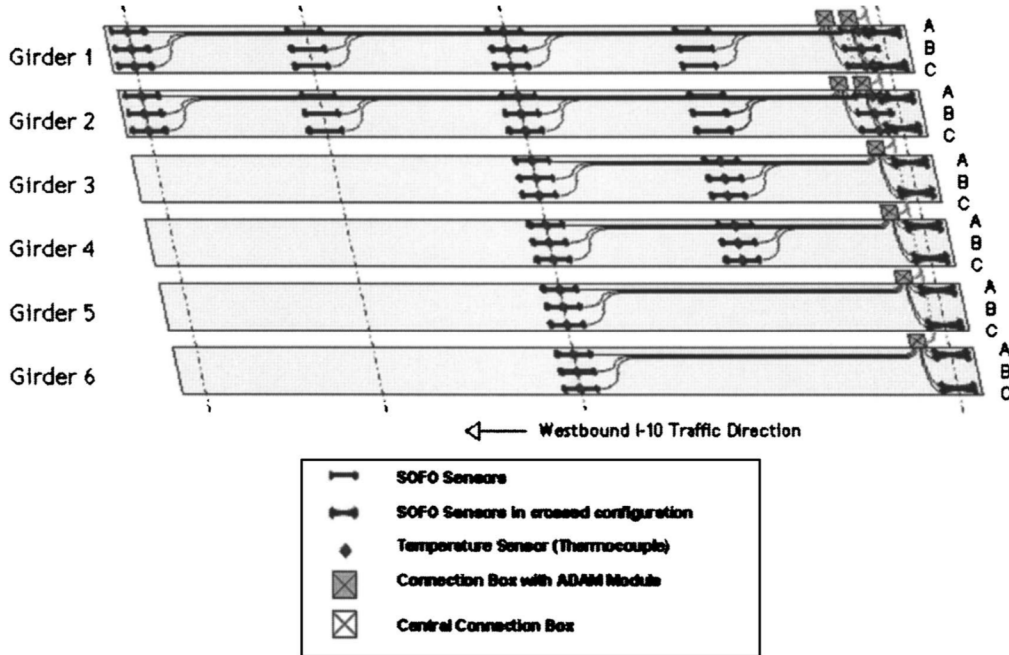 Girder 1
A
B
C
Girder 2
A
B
C
Girder 3
A
B
C
Girder 4
A
B
C
Girder 5
A
B
C
Girder 6
A
B
C
Westbound I-10 Traffic Direction
SOFO Sensors
SOFO Sensors in crossed configuration
Temperature Sensor (Thermocouple)
Connection Box with ADAM Module
Central Connection Box